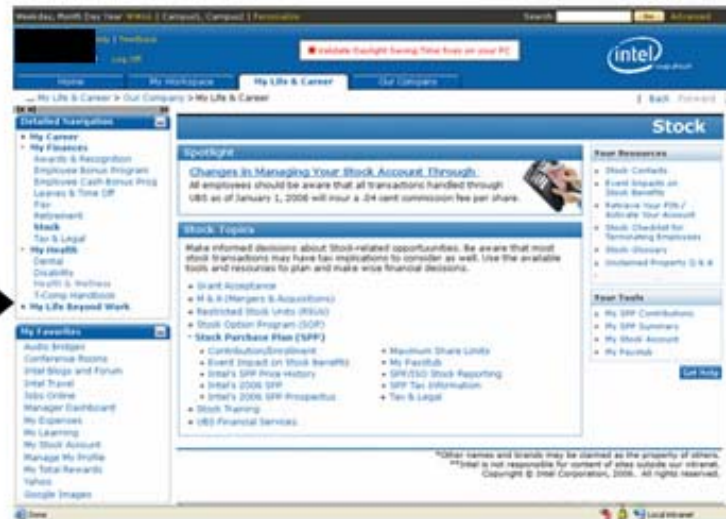 Weekday, Month Day Year WW## | Campus1, Campus2 | Personalize
Search
Go
Advanced
Help | Feedback
Log Off
Validate Daylight Saving Time fixes on your PC
intel
Home
My Workspace
My Life & Career
Our Company
... My Life & Career > Our Company > My Life & Career
Back Forward
Detailed Navigation
My Career
My Finances
Awards & Recognition
Employee Bonus Program
Employee Cash Bonus Prog
Leaves & Time Off
Pay
Retirement
Stock
Tax & Legal
My Health
Dental
Disability
Health & Wellness
T-Comp Handbook
My Life Beyond Work
My Favorites
Audio Bridges
Conference Rooms
Intel Blogs and Forum
Intel Travel
Jobs Online
Manager Dashboard
My Expenses
My Learning
My Stock Account
Manage My Profile
My Total Rewards
Yahoo
Google Images
Stock
Spotlight
Changes in Managing Your Stock Account Through
All employees should be aware that all transactions handled through
UBS as of January 1, 2006 will incur a .04 cent commission fee per share.
Stock Topics
Make informed decisions about Stock-related opportunities. Be aware that most
stock transactions may have tax implications to consider as well. Use the available
tools and resources to plan and make wise financial decisions.
Grant Acceptance
M & A (Mergers & Acquisitions)
Restricted Stock Units (RSUs)
Stock Option Program (SOP)
Stock Purchase Plan (SPP)
Contribution/Enrollment
Event Impact on Stock Benefits
Intel's SPP Price History
Intel's 2006 SPP
Intel's 2006 SPP Prospectus
Maximum Share Limits
My Paystub
SPP/ISO Stock Reporting
SPP Tax Information
Tax & Legal
Stock Training
UBS Financial Services
Your Resources
Stock Contacts
Event Impacts on
Stock Benefits
Retrieve Your PIN /
Activate Your Account
Stock Checklist for
Terminating Employees
Stock Glossary
Unclaimed Property Q & A
Your Tools
My SPP Contributions
My SPP Summary
My Stock Account
My Paystub
Get Help
*Other names and brands may be claimed as the property of others.
**Intel is not responsible for content of sites outside our intranet.
Copyright © Intel Corporation, 2006. All rights reserved.
Done
Local intranet